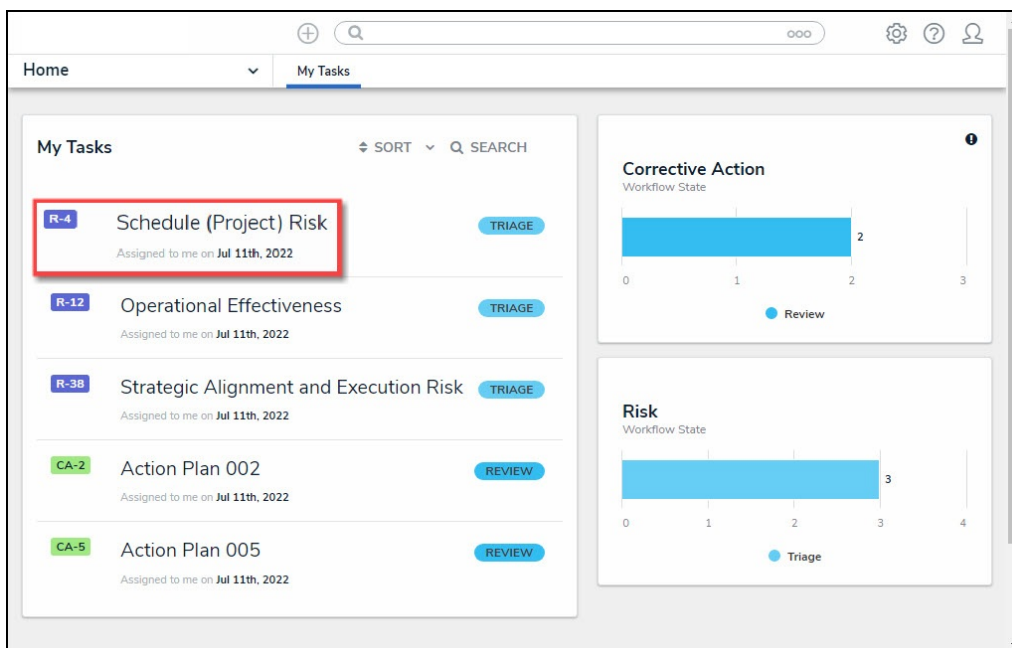 ooo
Home
My Tasks
My Tasks
SORT
SEARCH
R-4
Schedule (Project) Risk
TRIAGE
Assigned to me on Jul 11th, 2022
R-12
Operational Effectiveness
TRIAGE
Assigned to me on Jul 11th, 2022
R-38
Strategic Alignment and Execution Risk
TRIAGE
Assigned to me on Jul 11th, 2022
CA-2
Action Plan 002
REVIEW
Assigned to me on Jul 11th, 2022
CA-5
Action Plan 005
REVIEW
Assigned to me on Jul 11th, 2022
Corrective Action
Workflow State
2
0 1 2 3
Review
Risk
Workflow State
3
0 1 2 3 4
Triage